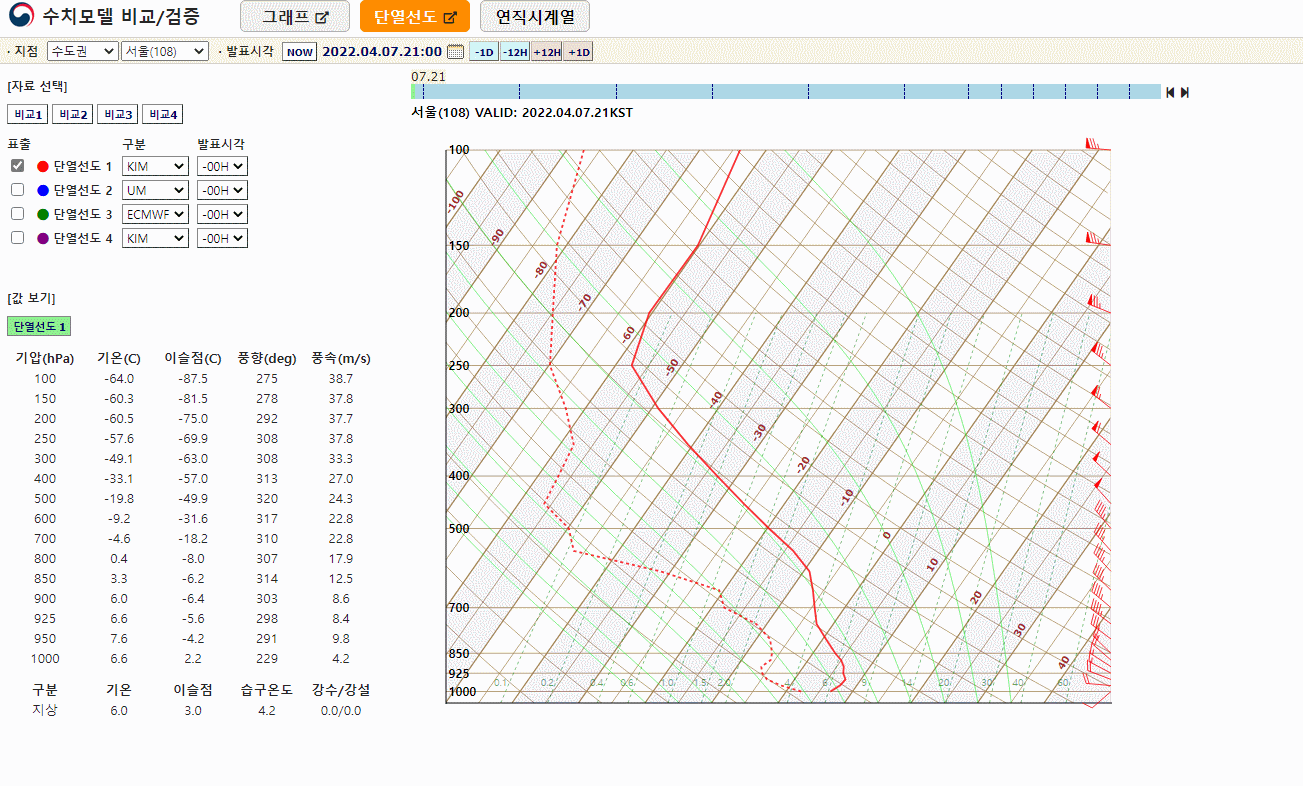 수치모델 비교/검증 그래프 단열선도 연직시계열
· 지점 수도권 서울(108) · 발표시각 NOW 2022.04.07.21:00 -1D -12H +12H +1D
[자료 선택]
비교1 비교2 비교3 비교4
표출 구분 발표시각
단열선도 1 KIM -00H
단열선도 2 UM -00H
단열선도 3 ECMWF -00H
단열선도 4 KIM -00H
[값 보기]
단열선도 1
기압(hPa) 기온(C) 이슬점(C) 풍향(deg) 풍속(m/s)
100 -64.0 -87.5 275 38.7
150 -60.3 -81.5 278 37.8
200 -60.5 -75.0 292 37.7
250 -57.6 -69.9 308 37.8
300 -49.1 -63.0 308 33.3
400 -33.1 -57.0 313 27.0
500 -19.8 -49.9 320 24.3
600 -9.2 -31.6 317 22.8
700 -4.6 -18.2 310 22.8
800 0.4 -8.0 307 17.9
850 3.3 -6.2 314 12.5
900 6.0 -6.4 303 8.6
925 6.6 -5.6 298 8.4
950 7.6 -4.2 291 9.8
1000 6.6 2.2 229 4.2
구분 기온 이슬점 습구온도 강수/강설
지상 6.0 3.0 4.2 0.0/0.0
07.21
서울(108) VALID: 2022.04.07.21KST
100
-100
-90
150
-80
-70
200
-60
250
-50
-40
300
-30
-20
400
-10
500
0
10
20
700
30
850
40
925
0.1 0.2 0.4 0.6 1.0 1.5 2.0 4 6 9 14 20 30 40 60
1000